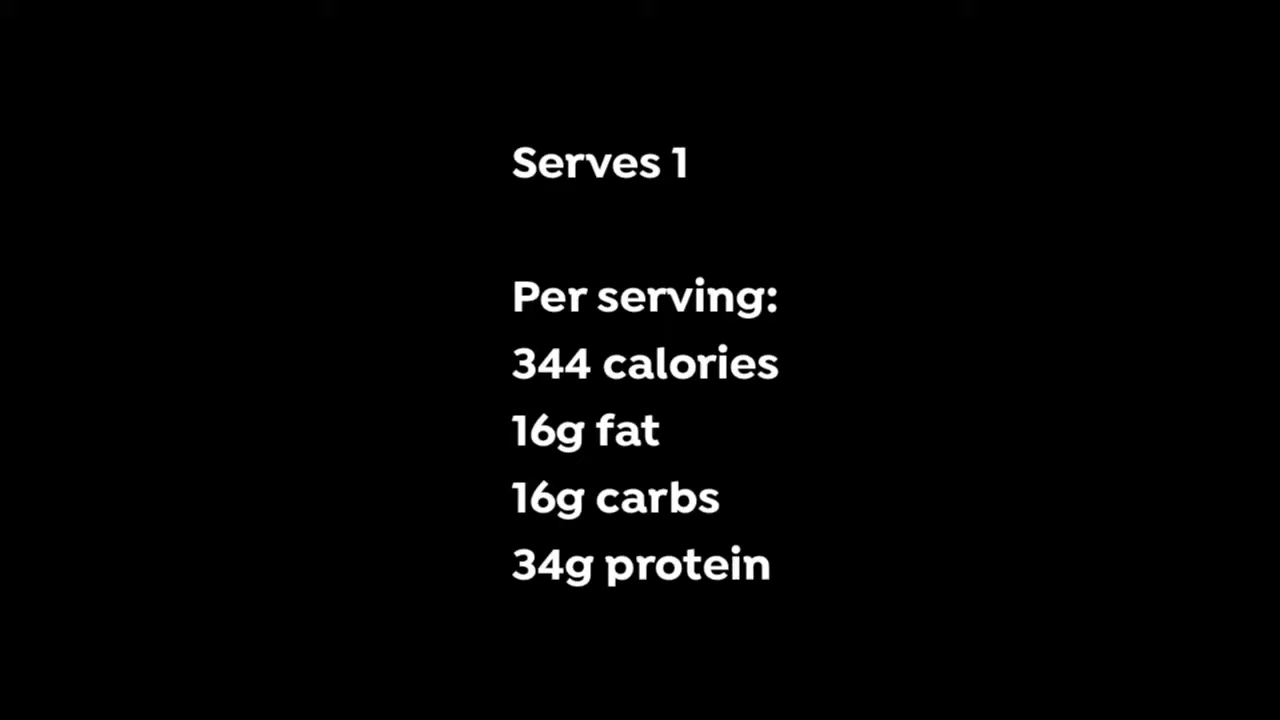 Serves 1
Per serving:
344 calories
16g fat
16g carbs
34g protein